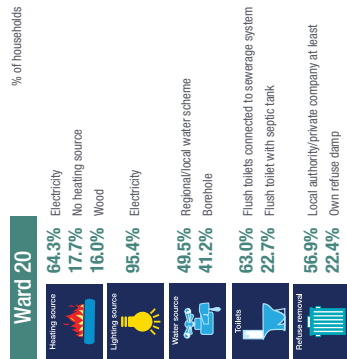 Ward 20
% of households
Heating source
64.3% Electricity
17.7% No heating source
16.0% Wood
Lighting source
95.4% Electricity
Water source
49.5% Regional/local water scheme
41.2% Borehole
Toilets
63.0% Flush toilets connected to sewerage system
22.7% Flush toilet with septic tank
Refuse removal
56.9% Local authority/private company at least
22.4% Own refuse damp